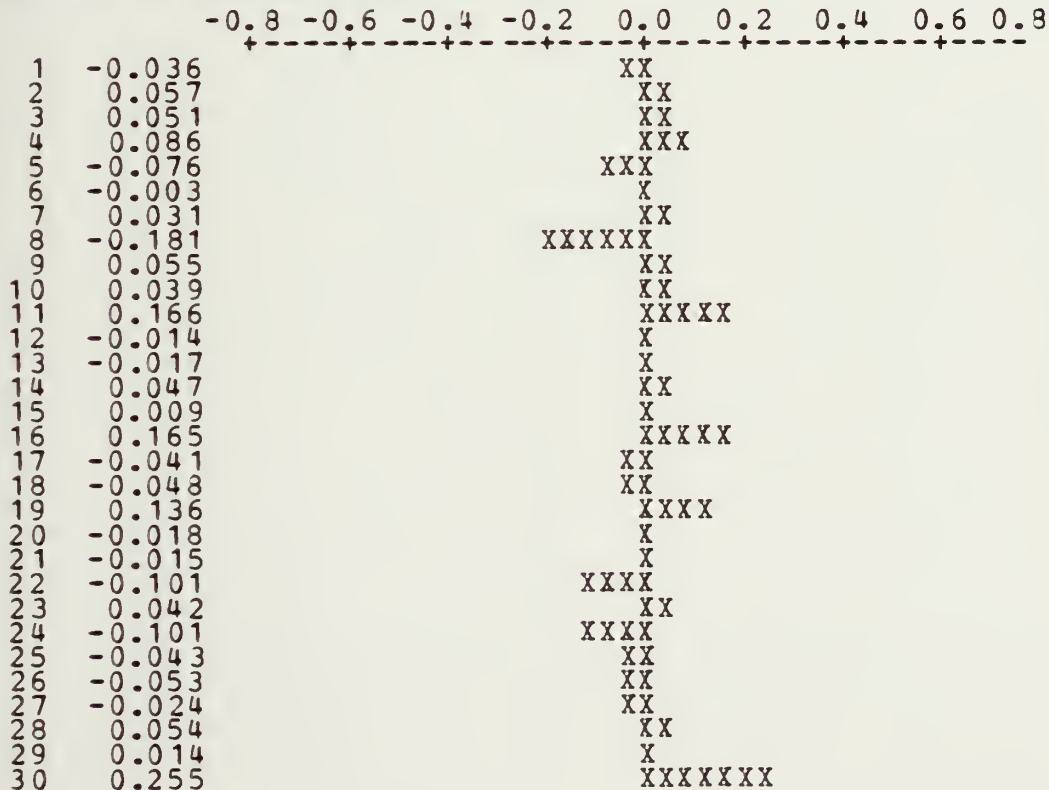 -0.8 -0.6 -0.4 -0.2 0.0 0.2 0.4 0.6 0.8
+----+----+----+----+----+----+----+----
1 -0.036 XX
2 0.057 XX
3 0.051 XX
4 0.086 XXX
5 -0.076 XXX
6 -0.003 X
7 0.031 XX
8 -0.181 XXXXXX
9 0.055 XX
10 0.039 XX
11 0.166 XXXXX
12 -0.014 X
13 -0.017 X
14 0.047 XX
15 0.009 X
16 0.165 XXXXX
17 -0.041 XX
18 -0.048 XX
19 0.136 XXXX
20 -0.018 X
21 -0.015 X
22 -0.101 XXXX
23 0.042 XX
24 -0.101 XXXX
25 -0.043 XX
26 -0.053 XX
27 -0.024 XX
28 0.054 XX
29 0.014 X
30 0.255 XXXXXXX